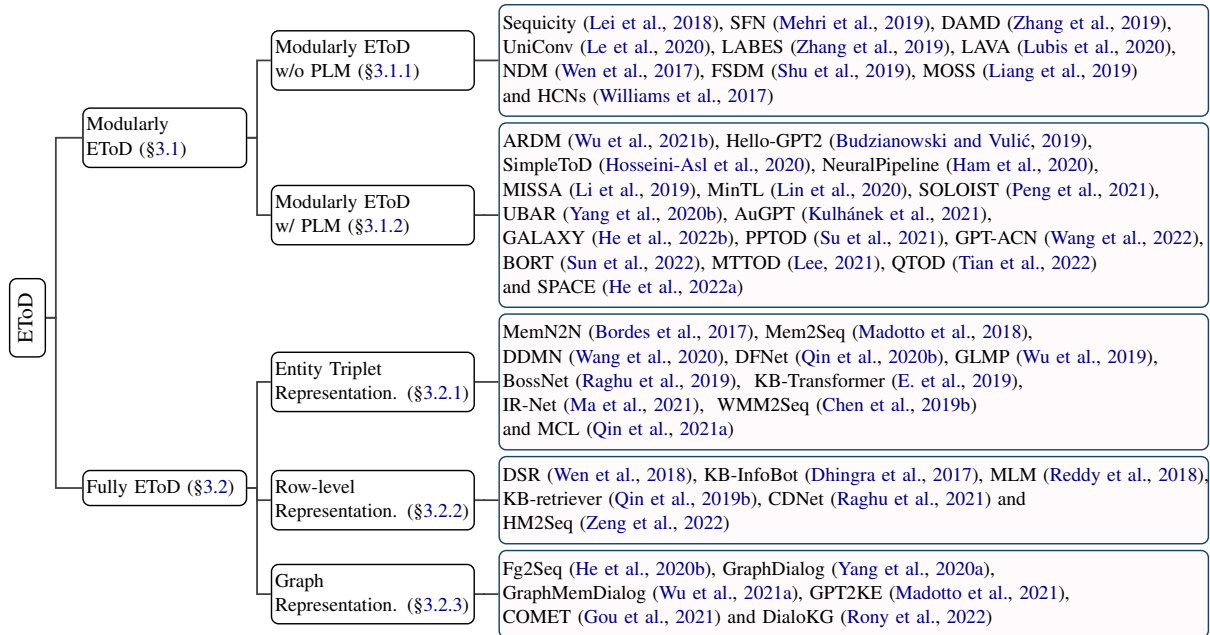 EToD
Modularly
EToD (§3.1)
Modularly EToD
w/o PLM (§3.1.1)
Sequicity (Lei et al., 2018), SFN (Mehri et al., 2019), DAMD (Zhang et al., 2019),
UniConv (Le et al., 2020), LABES (Zhang et al., 2019), LAVA (Lubis et al., 2020),
NDM (Wen et al., 2017), FSDM (Shu et al., 2019), MOSS (Liang et al., 2019)
and HCNs (Williams et al., 2017)
Modularly EToD
w/ PLM (§3.1.2)
ARDM (Wu et al., 2021b), Hello-GPT2 (Budzianowski and Vulić, 2019)
SimpleToD (Hosseini-Asl et al., 2020), NeuralPipeline (Ham et al., 2020),
MISSA (Li et al., 2019), MinTL (Lin et al., 2020), SOLOIST (Peng et al., 2021),
UBAR (Yang et al., 2020b), AuGPT (Kulhánek et al., 2021),
GALAXY (He et al., 2022b), PPTOD (Su et al., 2021), GPT-ACN (Wang et al., 2022),
BORT (Sun et al., 2022), MTTOD (Lee, 2021), QTOD (Tian et al., 2022)
and SPACE (He et al., 2022a)
Fully EToD (§3.2)
Entity Triplet
Representation. (§3.2.1)
MemN2N (Bordes et al., 2017), Mem2Seq (Madotto et al., 2018),
DDMN (Wang et al., 2020), DFNet (Qin et al., 2020b), GLMP (Wu et al., 2019),
BossNet (Raghu et al., 2019), KB-Transformer (E. et al., 2019),
IR-Net (Ma et al., 2021), WMM2Seq (Chen et al., 2019b)
and MCL (Qin et al., 2021a)
Row-level
Representation. (§3.2.2)
DSR (Wen et al., 2018), KB-InfoBot (Dhingra et al., 2017), MLM (Reddy et al., 2018),
KB-retriever (Qin et al., 2019b), CDNet (Raghu et al., 2021) and
HM2Seq (Zeng et al., 2022)
Graph
Representation. (§3.2.3)
Fg2Seq (He et al., 2020b), GraphDialog (Yang et al., 2020a),
GraphMemDialog (Wu et al., 2021a), GPT2KE (Madotto et al., 2021),
COMET (Gou et al., 2021) and DialoKG (Rony et al., 2022)